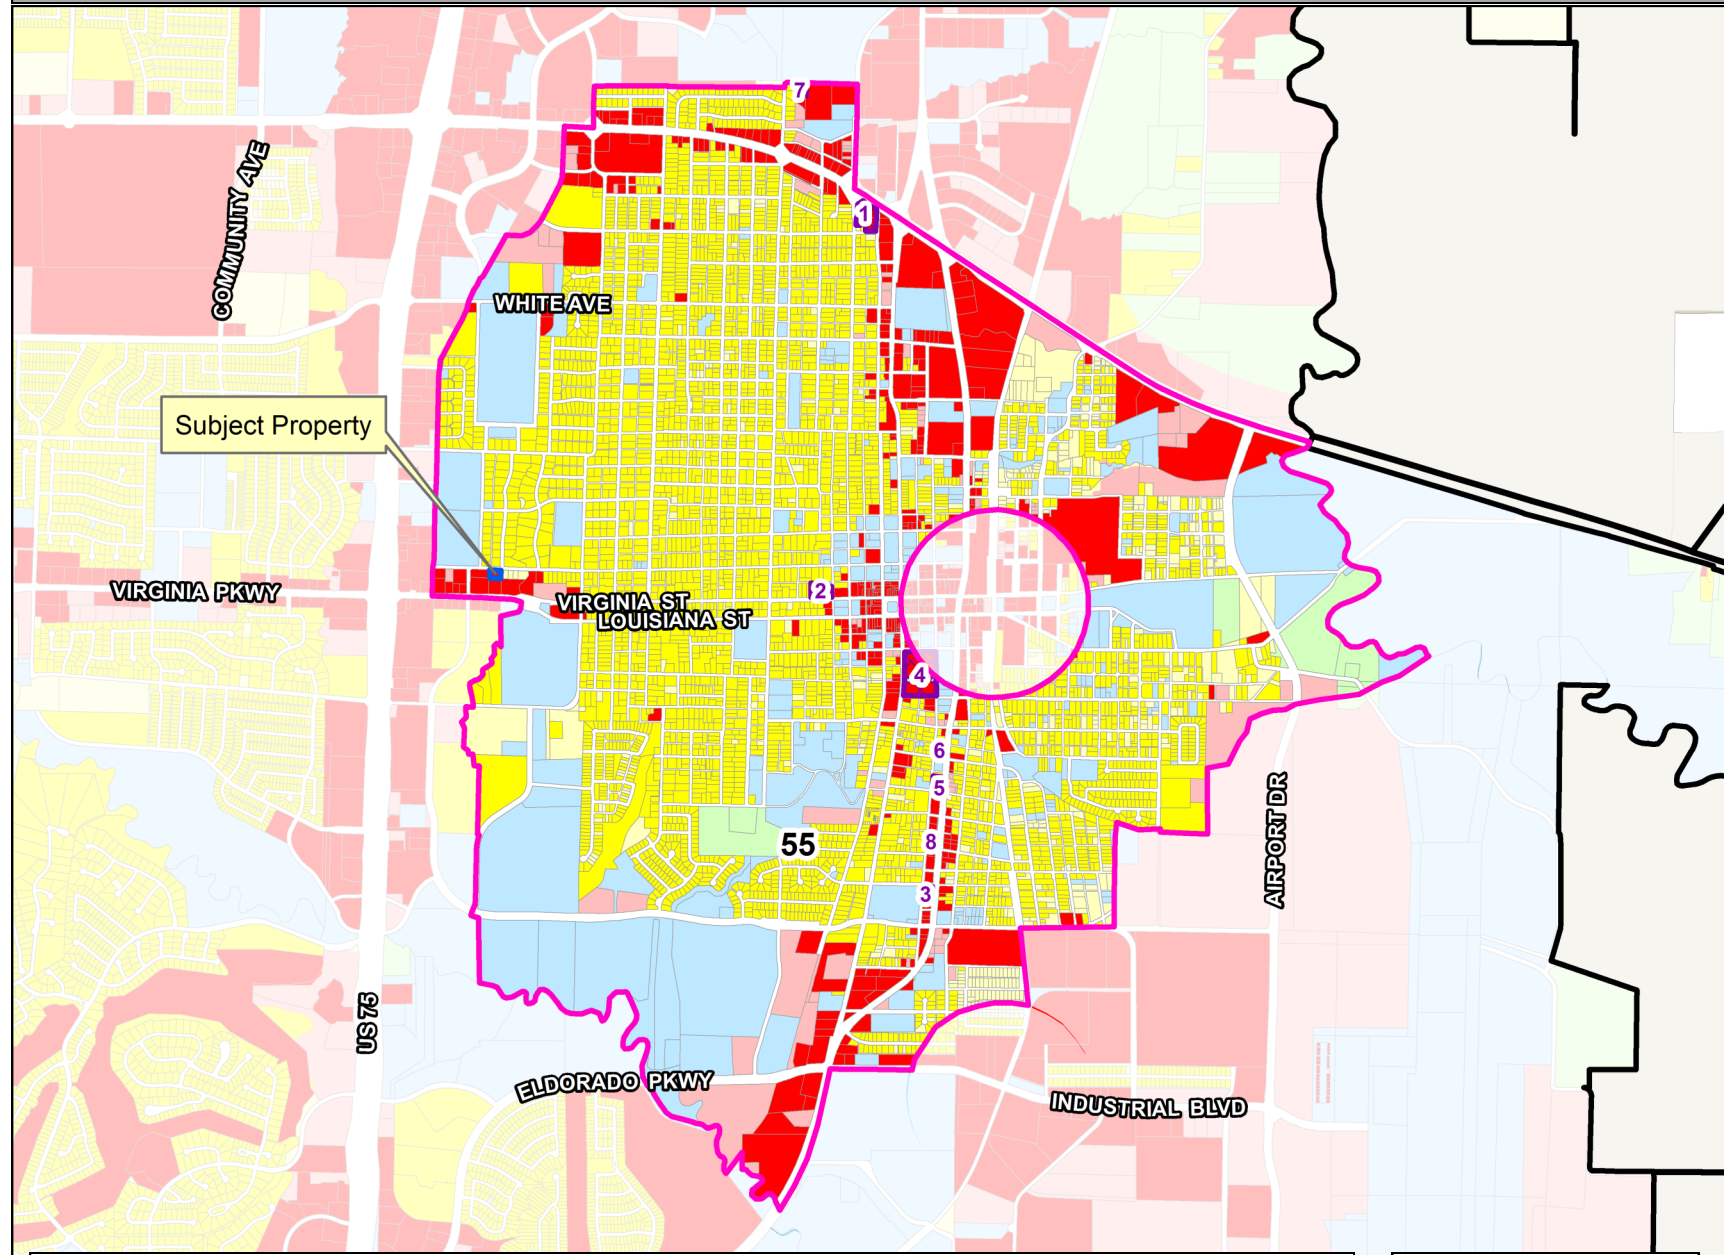 7
COMMUNITY AVE
1
WHITE AVE
Subject Property
VIRGINIA PKWY
2
VIRGINIA ST
LOUISIANA ST
4
6
5
AIRPORT DR
55
8
3
US 75
ELDORADO PKWY
INDUSTRIAL BLVD